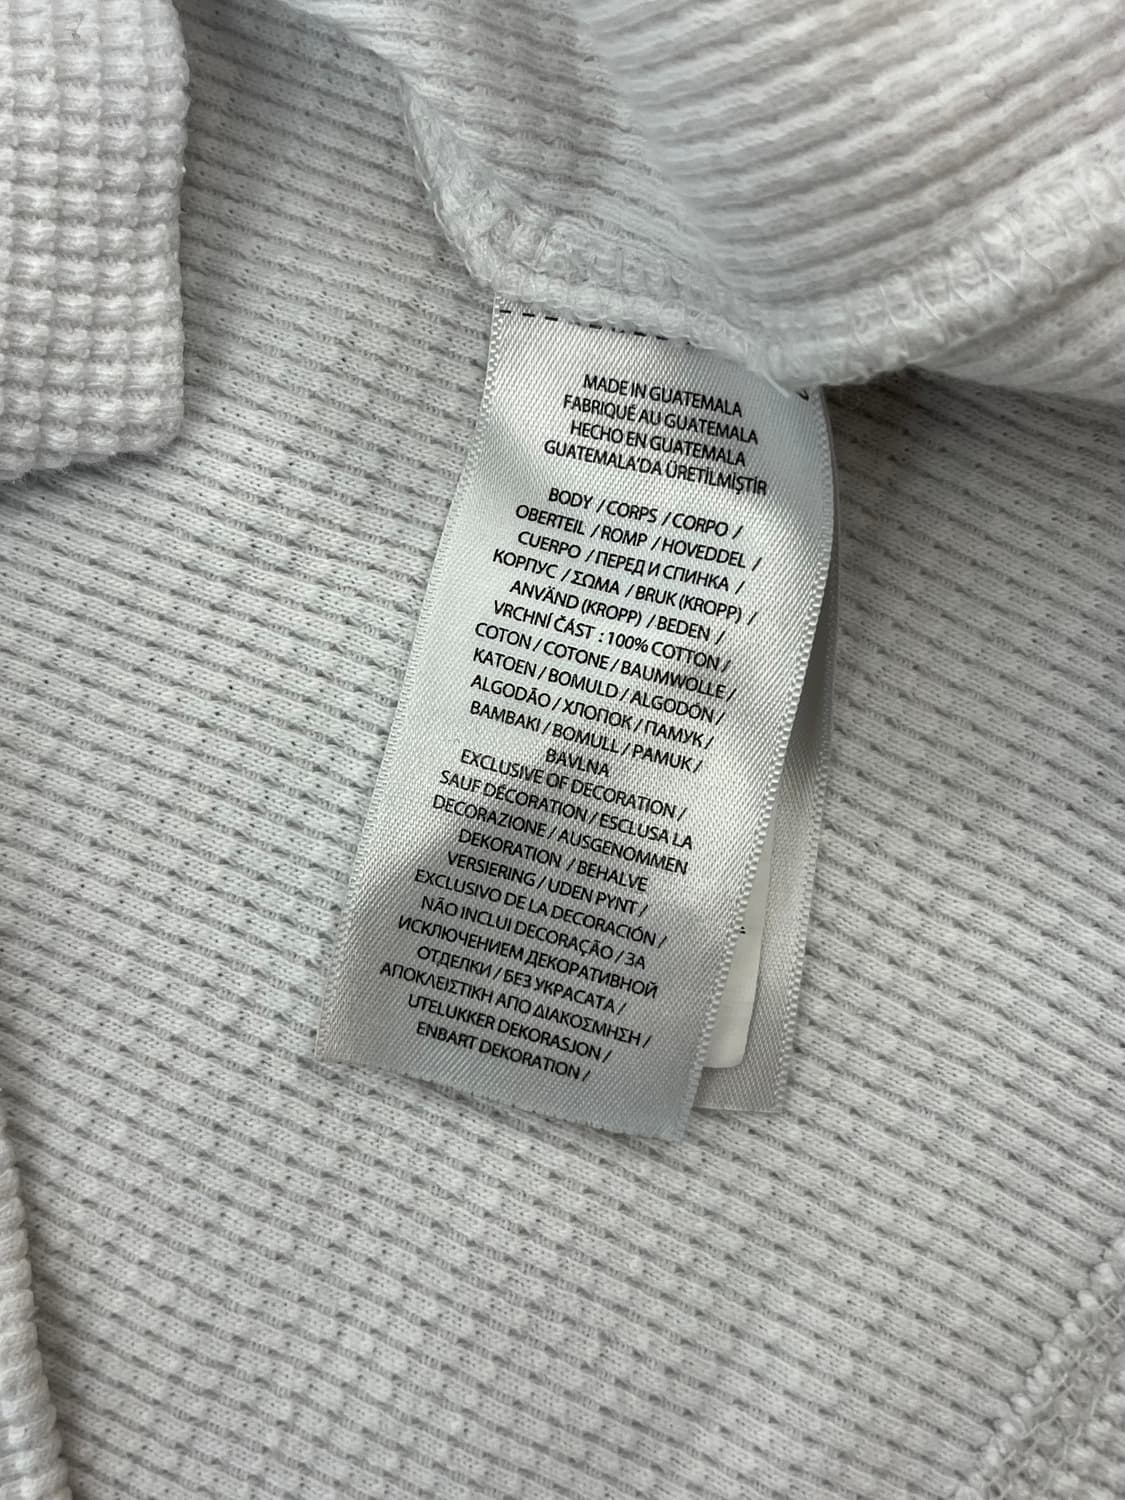 MADE IN GUATEMALA
FABRIQUÉ AU GUATEMALA
HECHO EN GUATEMALA
GUATEMALA'DA ÜRETİLMİŞTİR
BODY / CORPS / CORPO /
OBERTEIL / ROMP / HOVEDDEL /
CUERPO / ПЕРЕД И СПИНКА /
КОРПУС / ΣΩΜΑ / BRUK (KROPP) /
ANVÄND (KROPP) / BEDEN /
VRCHNÍ ČÁST : 100% COTTON /
COTON / COTONE / BAUMWOLLE /
KATOEN / BOMULD / ALGODÓN /
ALGODÃO / ХЛОПОК / ПАМУК /
BAMBAKI / BOMULL / PAMUK /
BAVLNA
EXCLUSIVE OF DECORATION /
SAUF DÉCORATION / ESCLUSA LA
DECORAZIONE / AUSGENOMMEN
DEKORATION / BEHALVE
VERSIERING / UDEN PYNT /
EXCLUSIVO DE LA DECORACIÓN /
NÃO INCLUI DECORAÇÃO / ЗА
ИСКЛЮЧЕНИЕМ ДЕКОРАТИВНОЙ
ОТДЕЛКИ / БЕЗ УКРАСАТА /
ΑΠΟΚΛΕΙΣΤΙΚΗ ΑΠΟ ΔΙΑΚΟΣΜΗΣΗ /
UTELUKKER DEKORASJON /
ENBART DEKORATION /